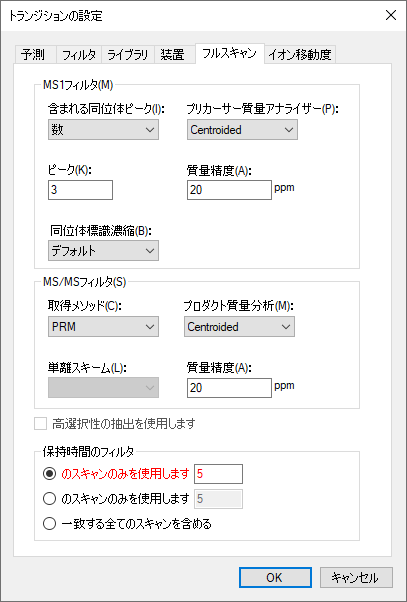 トランジションの設定
予測 フィルタ ライブラリ 装置 フルスキャン イオン移動度
MS1フィルタ(M)
含まれる同位体ピーク(I): プリカーサー質量アナライザー(P):
数 Centroided
ピーク(K): 質量精度(A):
3 20 ppm
同位体標識濃縮(B):
デフォルト
MS/MSフィルタ(S)
取得メソッド(C): プロダクト質量分析(M):
PRM Centroided
単離スキーム(L): 質量精度(A):
20 ppm
高選択性の抽出を使用します
保持時間のフィルタ
のスキャンのみを使用します 5
のスキャンのみを使用します 5
一致する全てのスキャンを含める
OK キャンセル